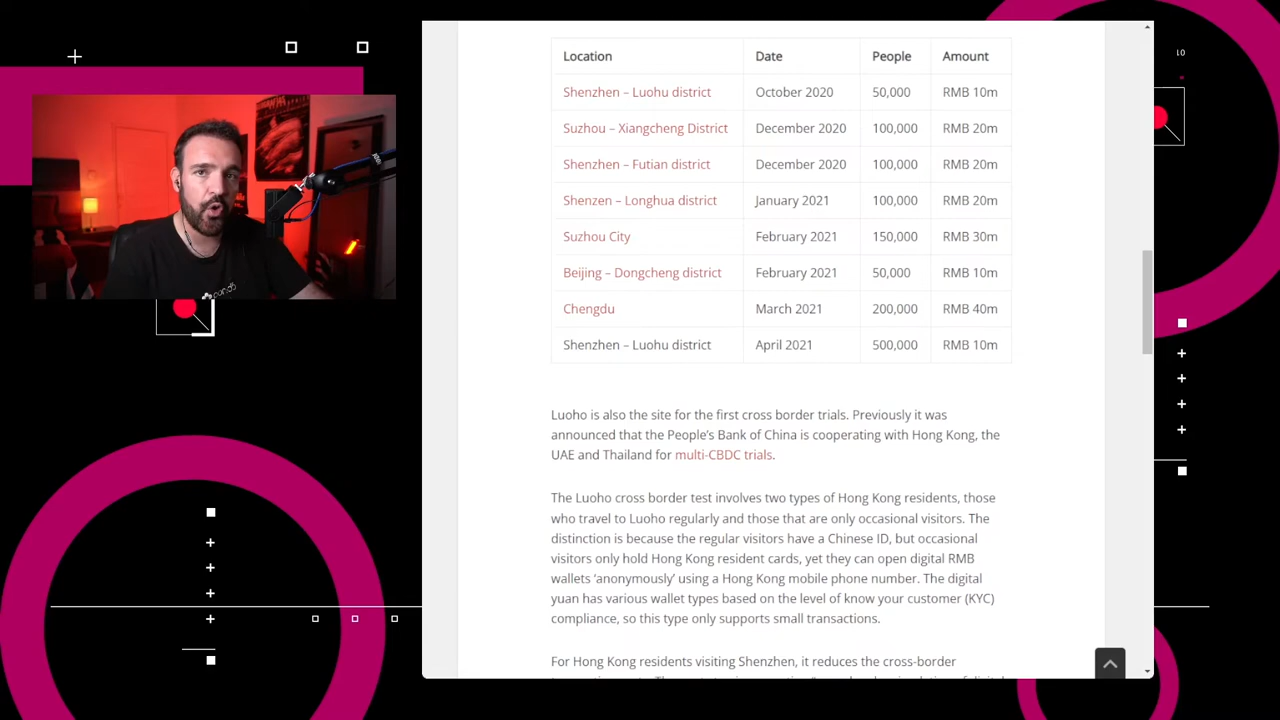 Location Date People Amount
Shenzhen – Luohu district October 2020 50,000 RMB 10m
Suzhou – Xiangcheng District December 2020 100,000 RMB 20m
Shenzhen – Futian district December 2020 100,000 RMB 20m
Shenzen – Longhua district January 2021 100,000 RMB 20m
Suzhou City February 2021 150,000 RMB 30m
Beijing – Dongcheng district February 2021 50,000 RMB 10m
Chengdu March 2021 200,000 RMB 40m
Shenzhen – Luohu district April 2021 500,000 RMB 10m
Luoho is also the site for the first cross border trials. Previously it was
announced that the People's Bank of China is cooperating with Hong Kong, the
UAE and Thailand for multi-CBDC trials.
The Luoho cross border test involves two types of Hong Kong residents, those
who travel to Luoho regularly and those that are only occasional visitors. The
distinction is because the regular visitors have a Chinese ID, but occasional
visitors only hold Hong Kong resident cards, yet they can open digital RMB
wallets ‘anonymously’ using a Hong Kong mobile phone number. The digital
yuan has various wallet types based on the level of know your customer (KYC)
compliance, so this type only supports small transactions.
For Hong Kong residents visiting Shenzhen, it reduces the cross-border